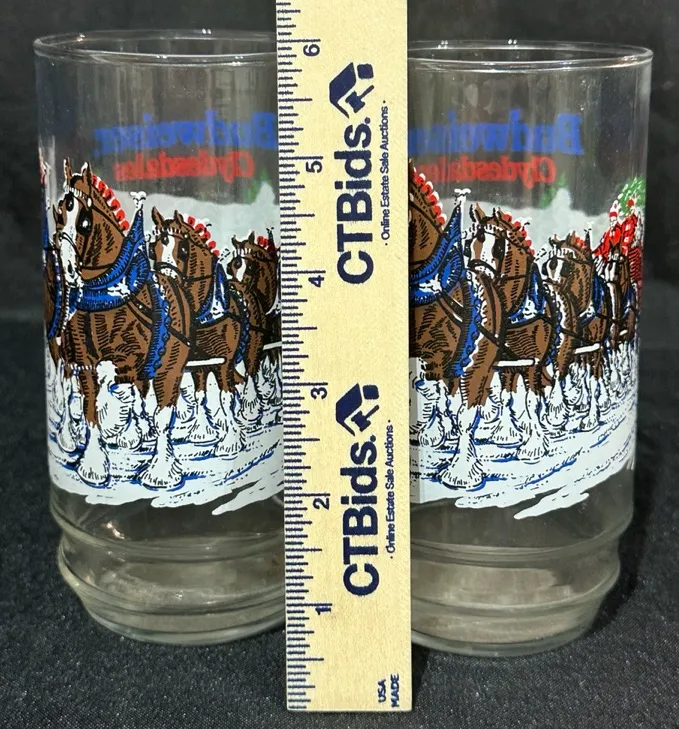 Budweiser
Clydesdales
Budweiser
Clydesdales
6
5
4
3
2
1
CTBids.
· Online Estate Sale Auctions ·
CTBids.
· Online Estate Sale Auctions ·
USA
MADE